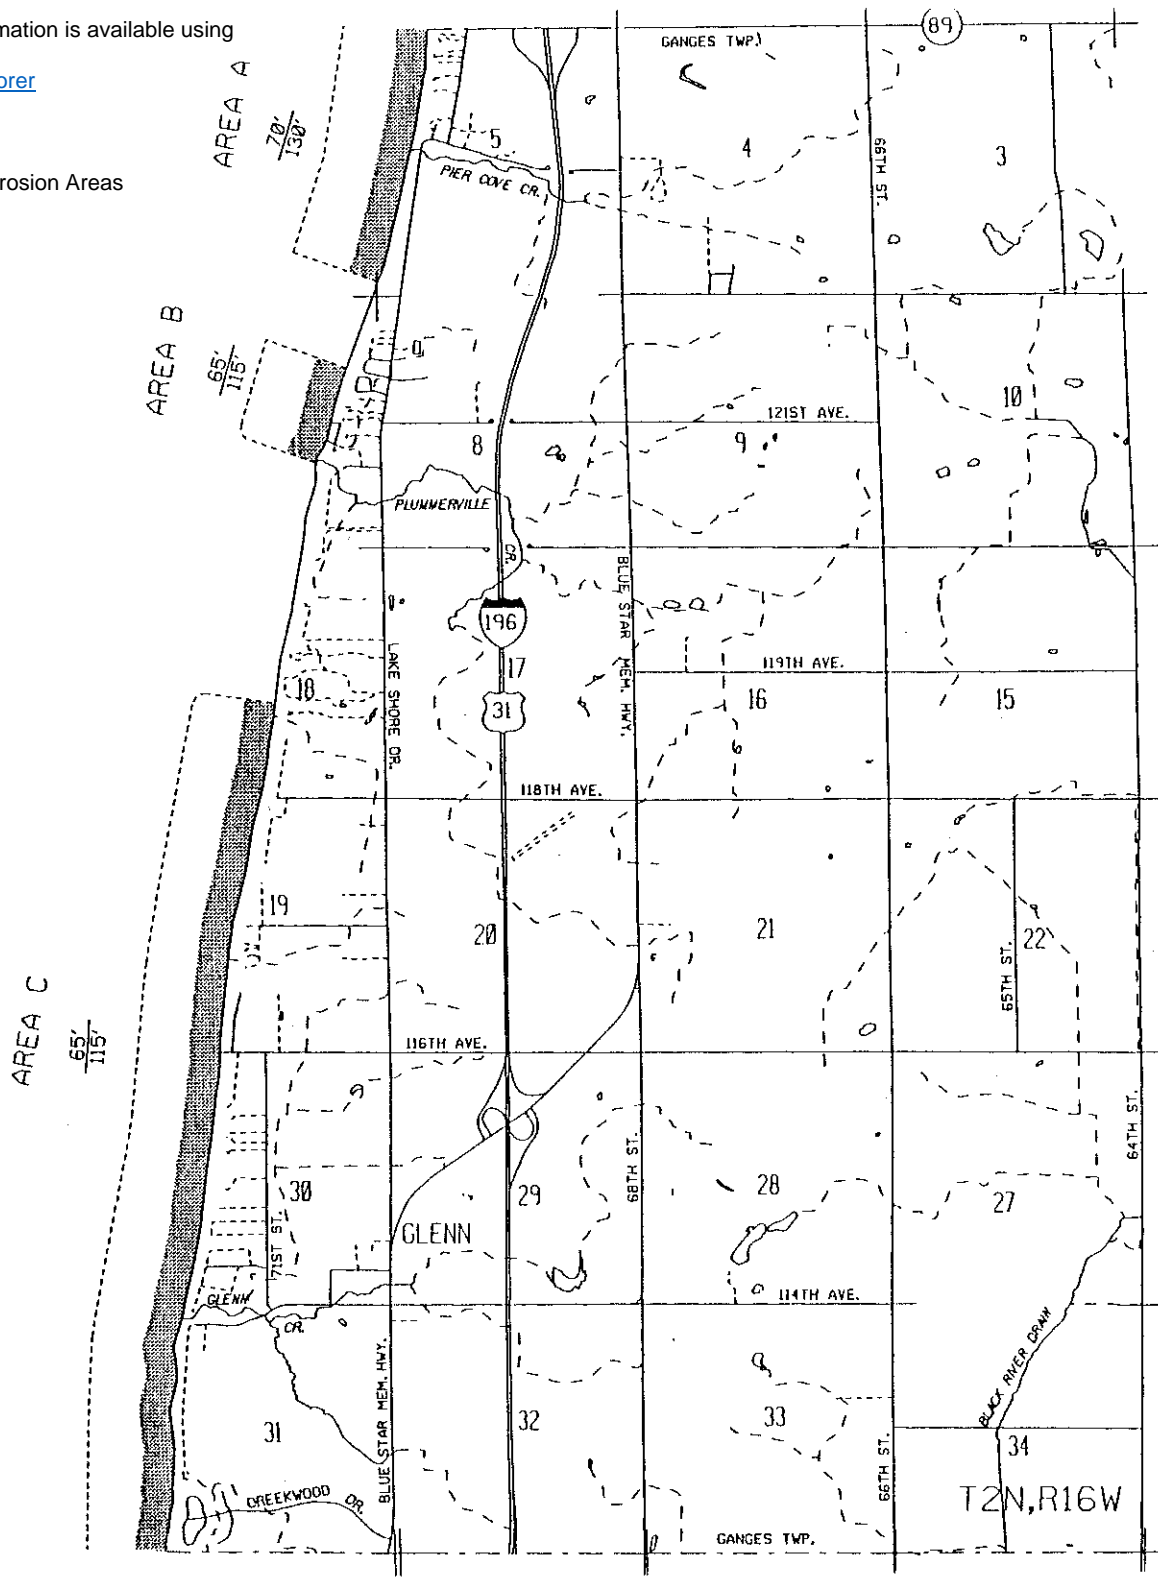 mation is available using
orer
rosion Areas
AREA A
70'
130'
AREA B
65'
115'
AREA C
65'
115'
GANGES TWP.
89
5
4
3
66TH ST.
PIER COVE CR.
10
121ST AVE.
8
9
PLUMMERVILLE
CR.
BLUE STAR MEM. HWY.
196
LAKE SHORE DR.
17
119TH AVE.
18
16
15
31
118TH AVE.
19
20
21
22
65TH ST.
116TH AVE.
64TH ST.
68TH ST.
30
29
28
27
71ST ST.
GLENN
GLENN
CR.
114TH AVE.
BLACK RIVER DRAIN
BLUE STAR MEM. HWY.
31
32
33
34
66TH ST.
CREEKWOOD DR.
T2N,R16W
GANGES TWP.